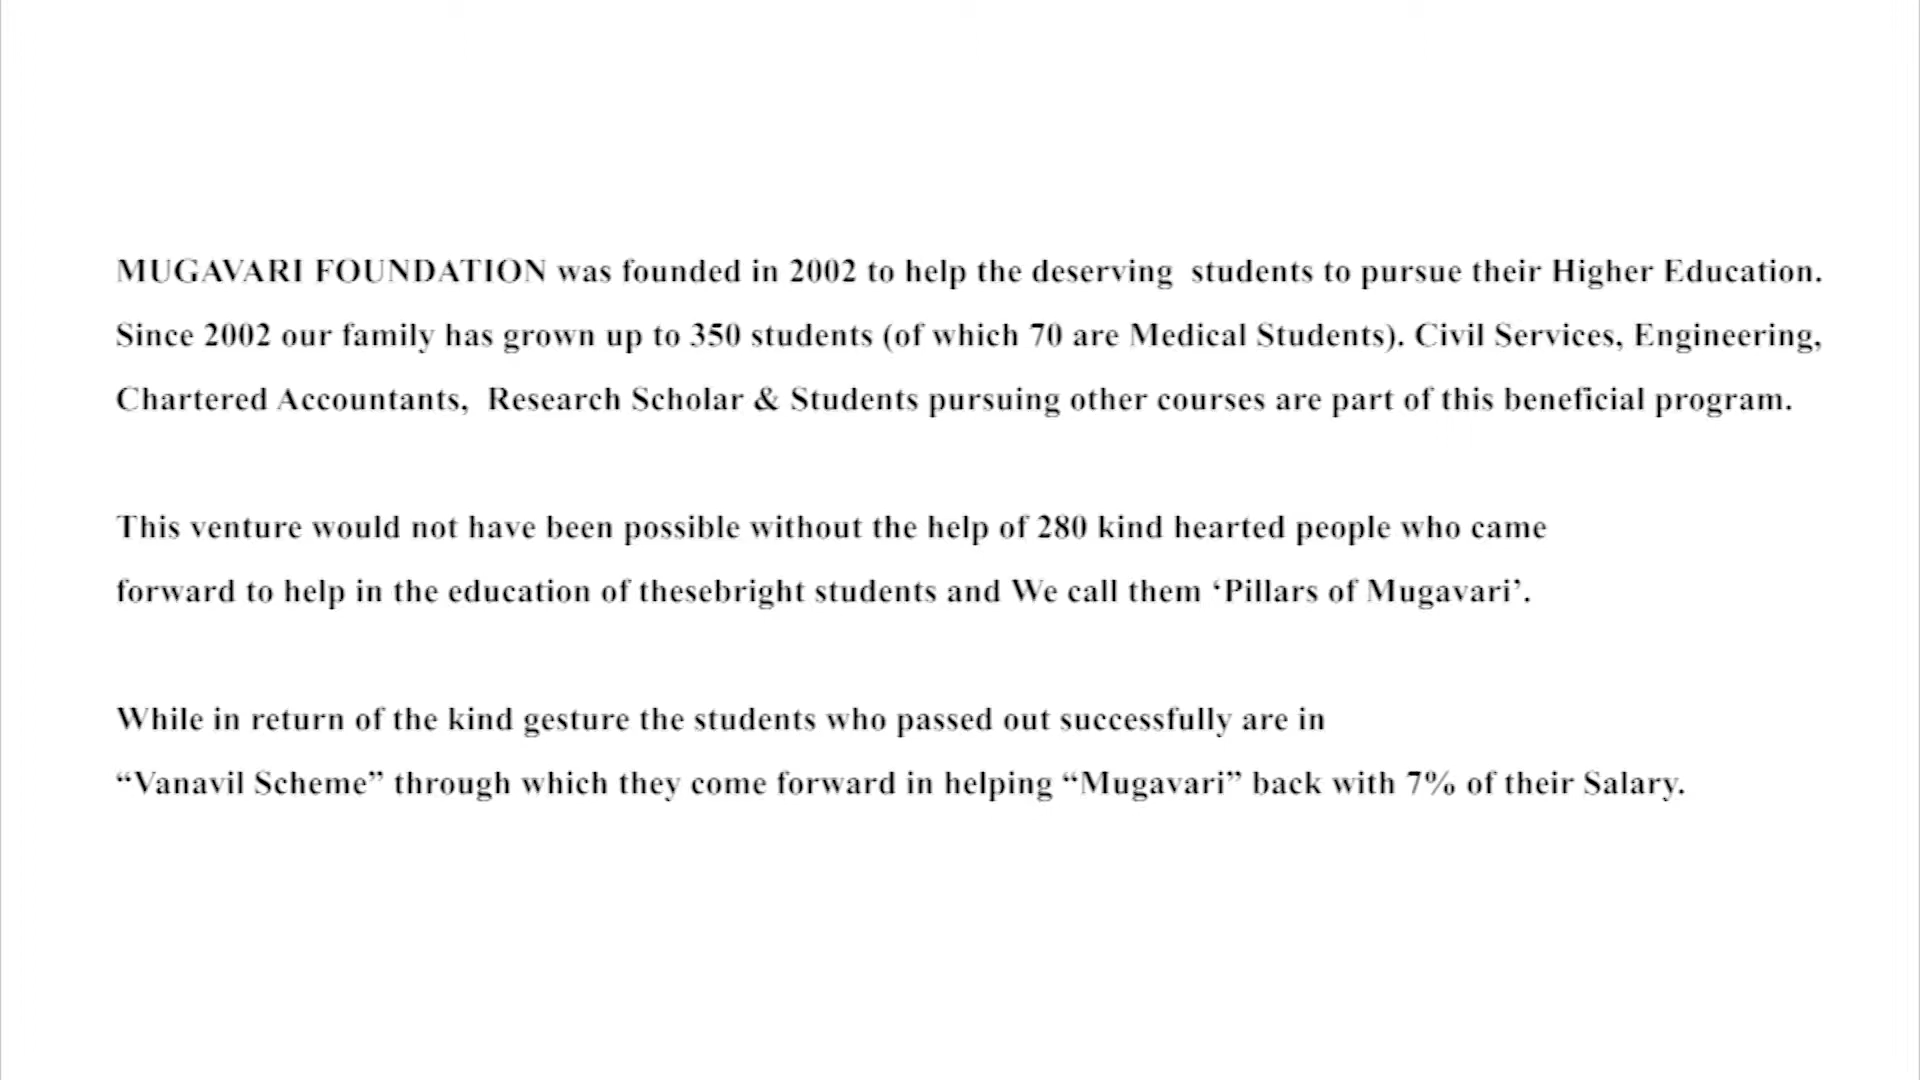 MUGAVARI FOUNDATION was founded in 2002 to help the deserving  students to pursue their Higher Education.
Since 2002 our family has grown up to 350 students (of which 70 are Medical Students). Civil Services, Engineering,
Chartered Accountants,  Research Scholar & Students pursuing other courses are part of this beneficial program.
This venture would not have been possible without the help of 280 kind hearted people who came
forward to help in the education of thesebright students and We call them ‘Pillars of Mugavari’.
While in return of the kind gesture the students who passed out successfully are in
“Vanavil Scheme” through which they come forward in helping “Mugavari” back with 7% of their Salary.